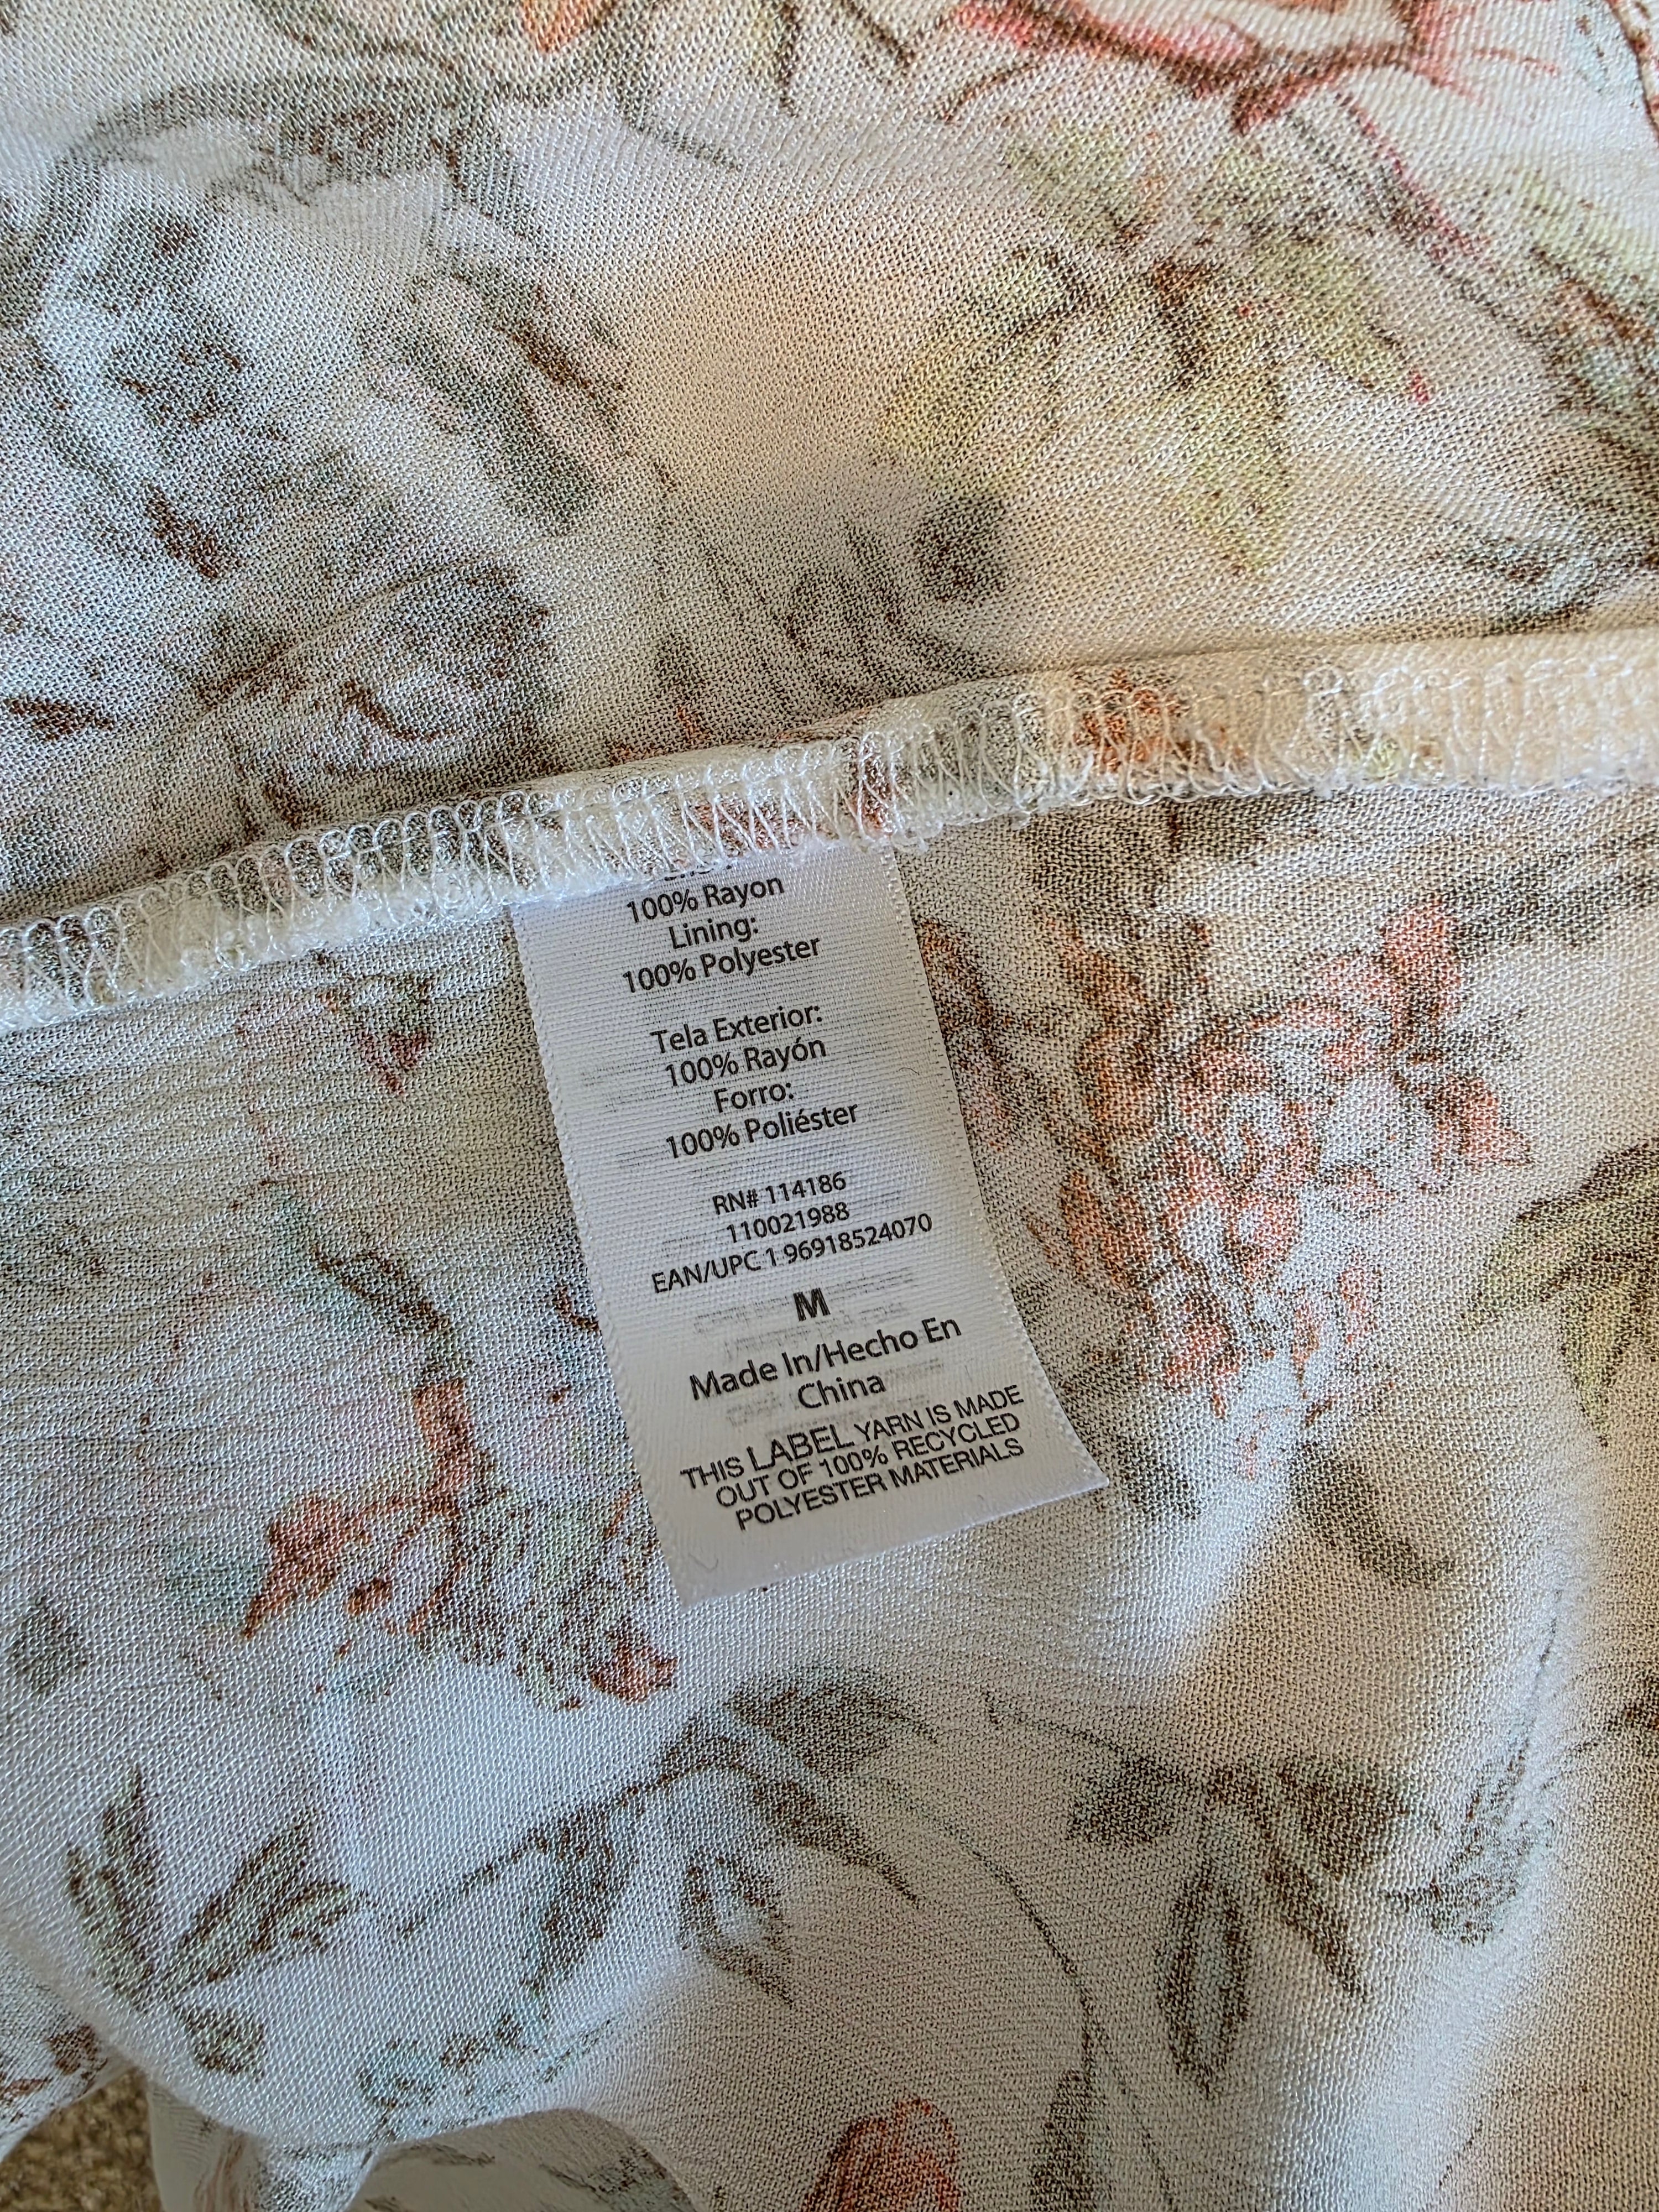 100% Rayon
Lining:
100% Polyester
Tela Exterior:
100% Rayón
Forro:
100% Poliéster
RN# 114186
110021988
EAN/UPC 1 96918524070
M
Made In/Hecho En
China
THIS LABEL YARN IS MADE
OUT OF 100% RECYCLED
POLYESTER MATERIALS